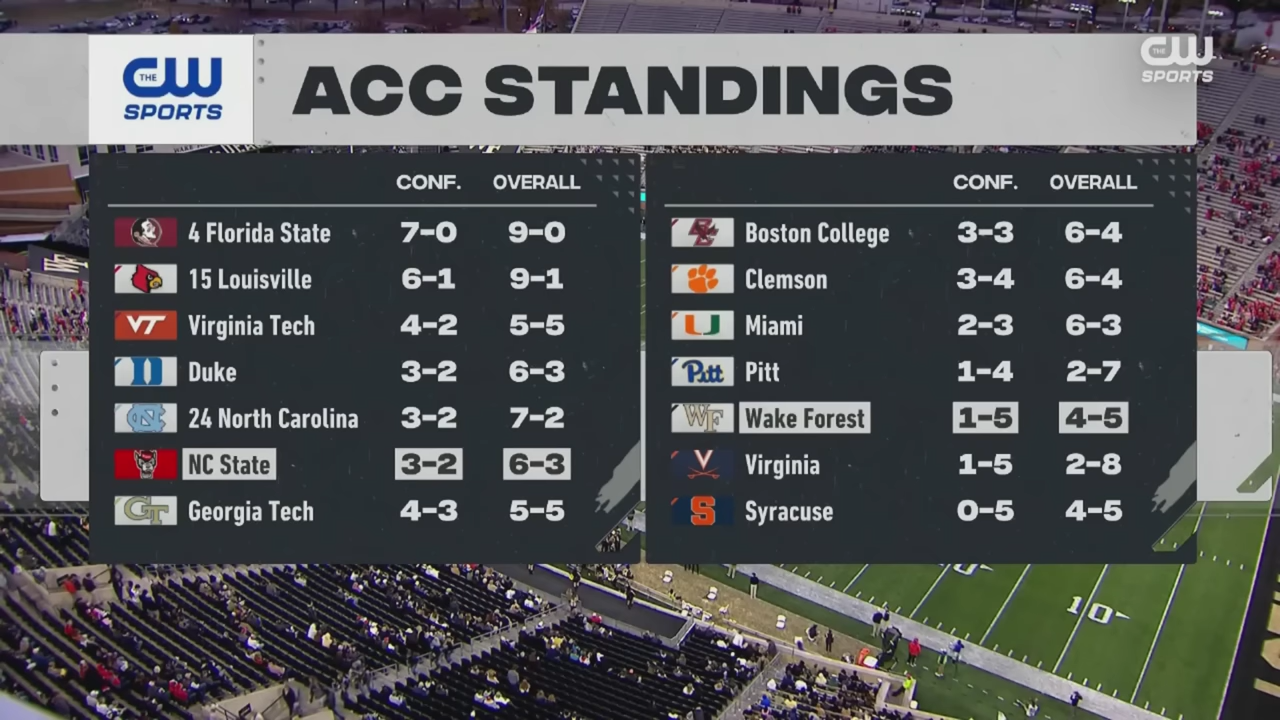 THE CW SPORTS
ACC STANDINGS
THE CW SPORTS
CONF. OVERALL
4 Florida State 7-0 9-0
15 Louisville 6-1 9-1
VT Virginia Tech 4-2 5-5
D Duke 3-2 6-3
NC 24 North Carolina 3-2 7-2
NC State 3-2 6-3
GT Georgia Tech 4-3 5-5
CONF. OVERALL
BC Boston College 3-3 6-4
Clemson 3-4 6-4
U Miami 2-3 6-3
Pitt Pitt 1-4 2-7
WF Wake Forest 1-5 4-5
V Virginia 1-5 2-8
S Syracuse 0-5 4-5
10